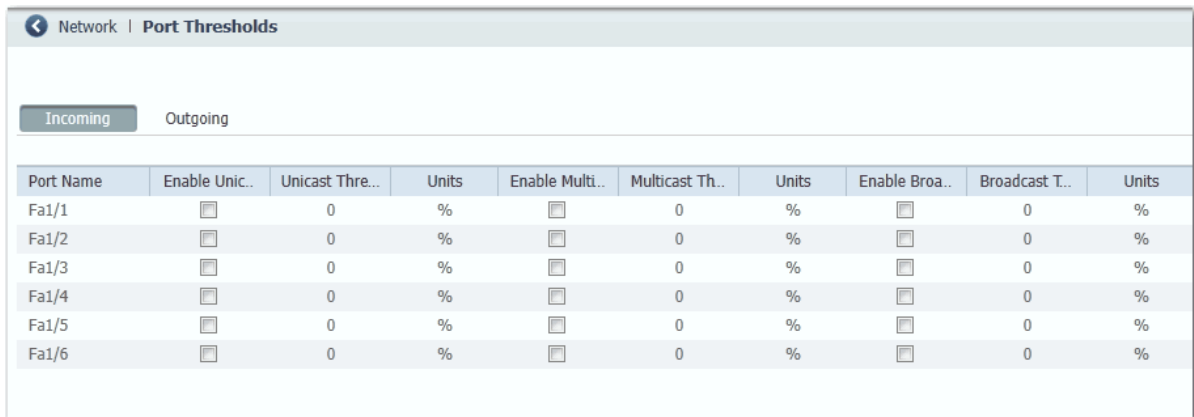 Network | Port Thresholds
Incoming Outgoing
Port Name Enable Unic.. Unicast Thre... Units Enable Multi... Multicast Th... Units Enable Broa.. Broadcast T... Units
Fa1/1 0 % 0 % 0 %
Fa1/2 0 % 0 % 0 %
Fa1/3 0 % 0 % 0 %
Fa1/4 0 % 0 % 0 %
Fa1/5 0 % 0 % 0 %
Fa1/6 0 % 0 % 0 %